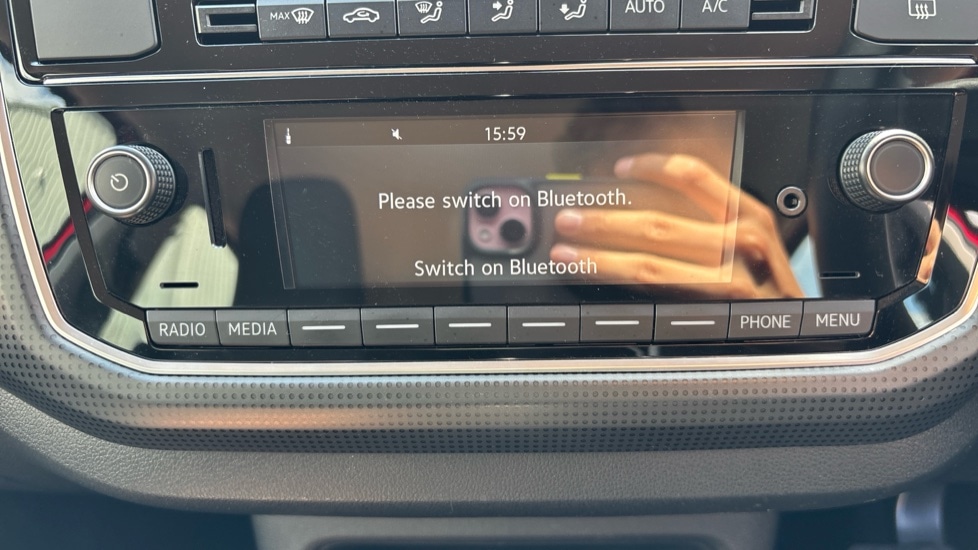 MAX
AUTO
A/C
15:59
Please switch on Bluetooth.
Switch on Bluetooth
RADIO
MEDIA
PHONE
MENU